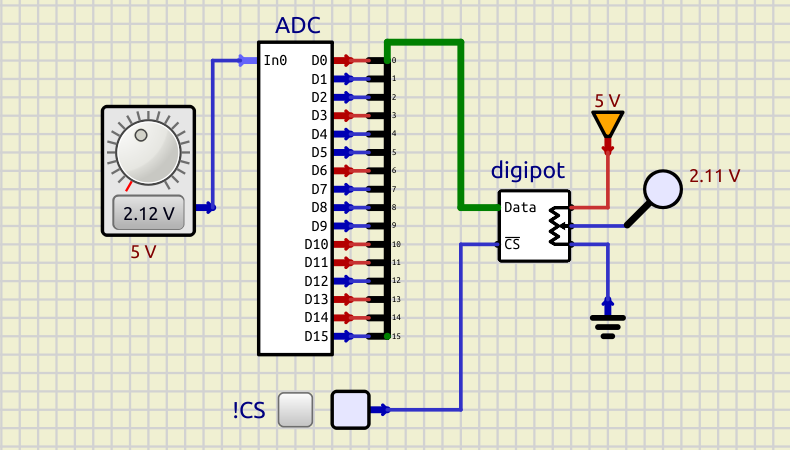 ADC
In0
D0
D1
D2
D3
D4
D5
D6
D7
D8
D9
D10
D11
D12
D13
D14
D15
0
1
2
3
4
5
6
7
8
9
10
11
12
13
14
15
2.12 V
5 V
digipot
Data
CS
5 V
2.11 V
!CS